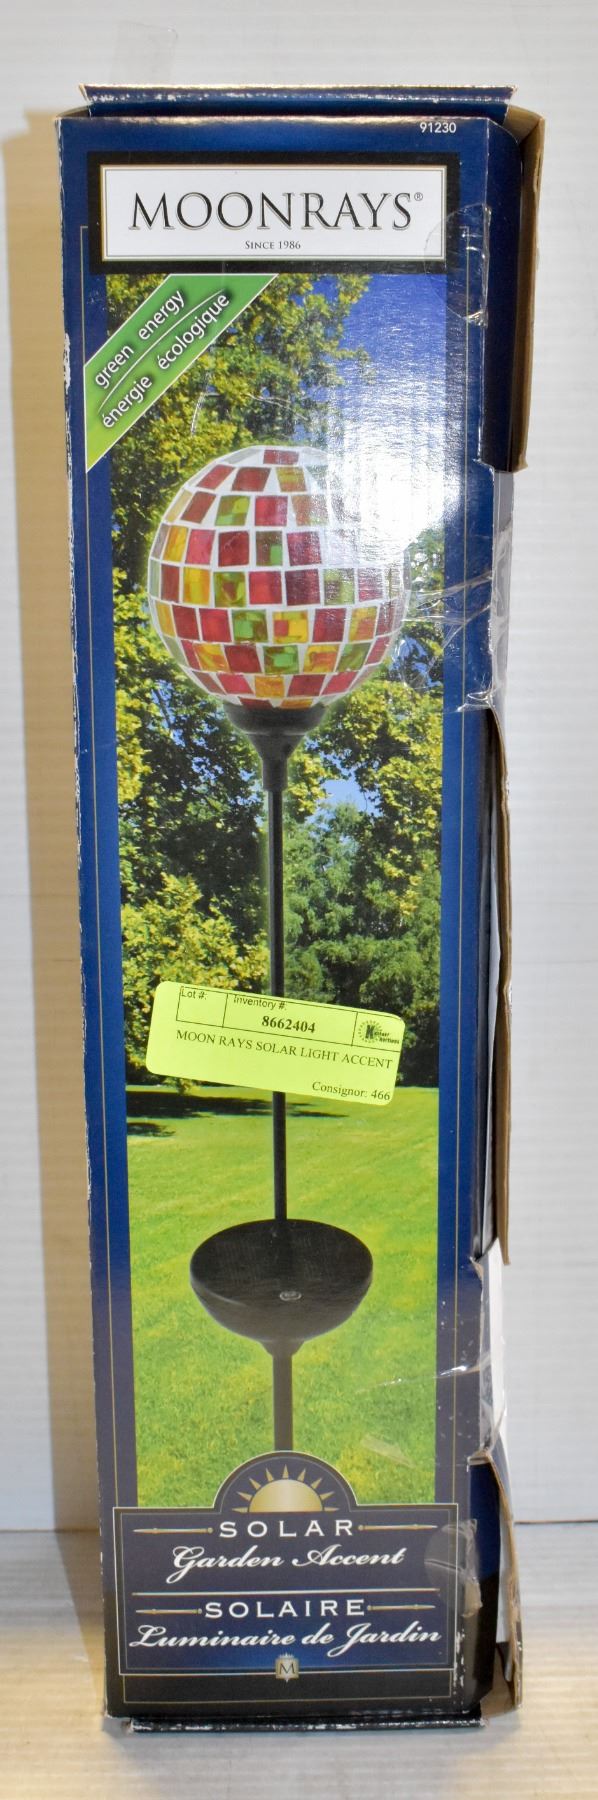 91230
MOONRAYS®
SINCE 1986
green energy
énergie écologique
Lot #:
Inventory #:
8662404
MOON RAYS SOLAR LIGHT ACCENT
Consignor: 466
SOLAR
Garden Accent
SOLAIRE
Luminaire de Jardin
M